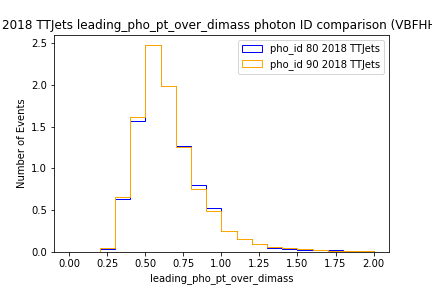 2018 TTJets leading_pho_pt_over_dimass photon ID comparison (VBFHH
pho_id 80 2018 TTJets
pho_id 90 2018 TTJets
Number of Events
2.5
2.0
1.5
1.0
0.5
0.0
0.00 0.25 0.50 0.75 1.00 1.25 1.50 1.75 2.00
leading_pho_pt_over_dimass